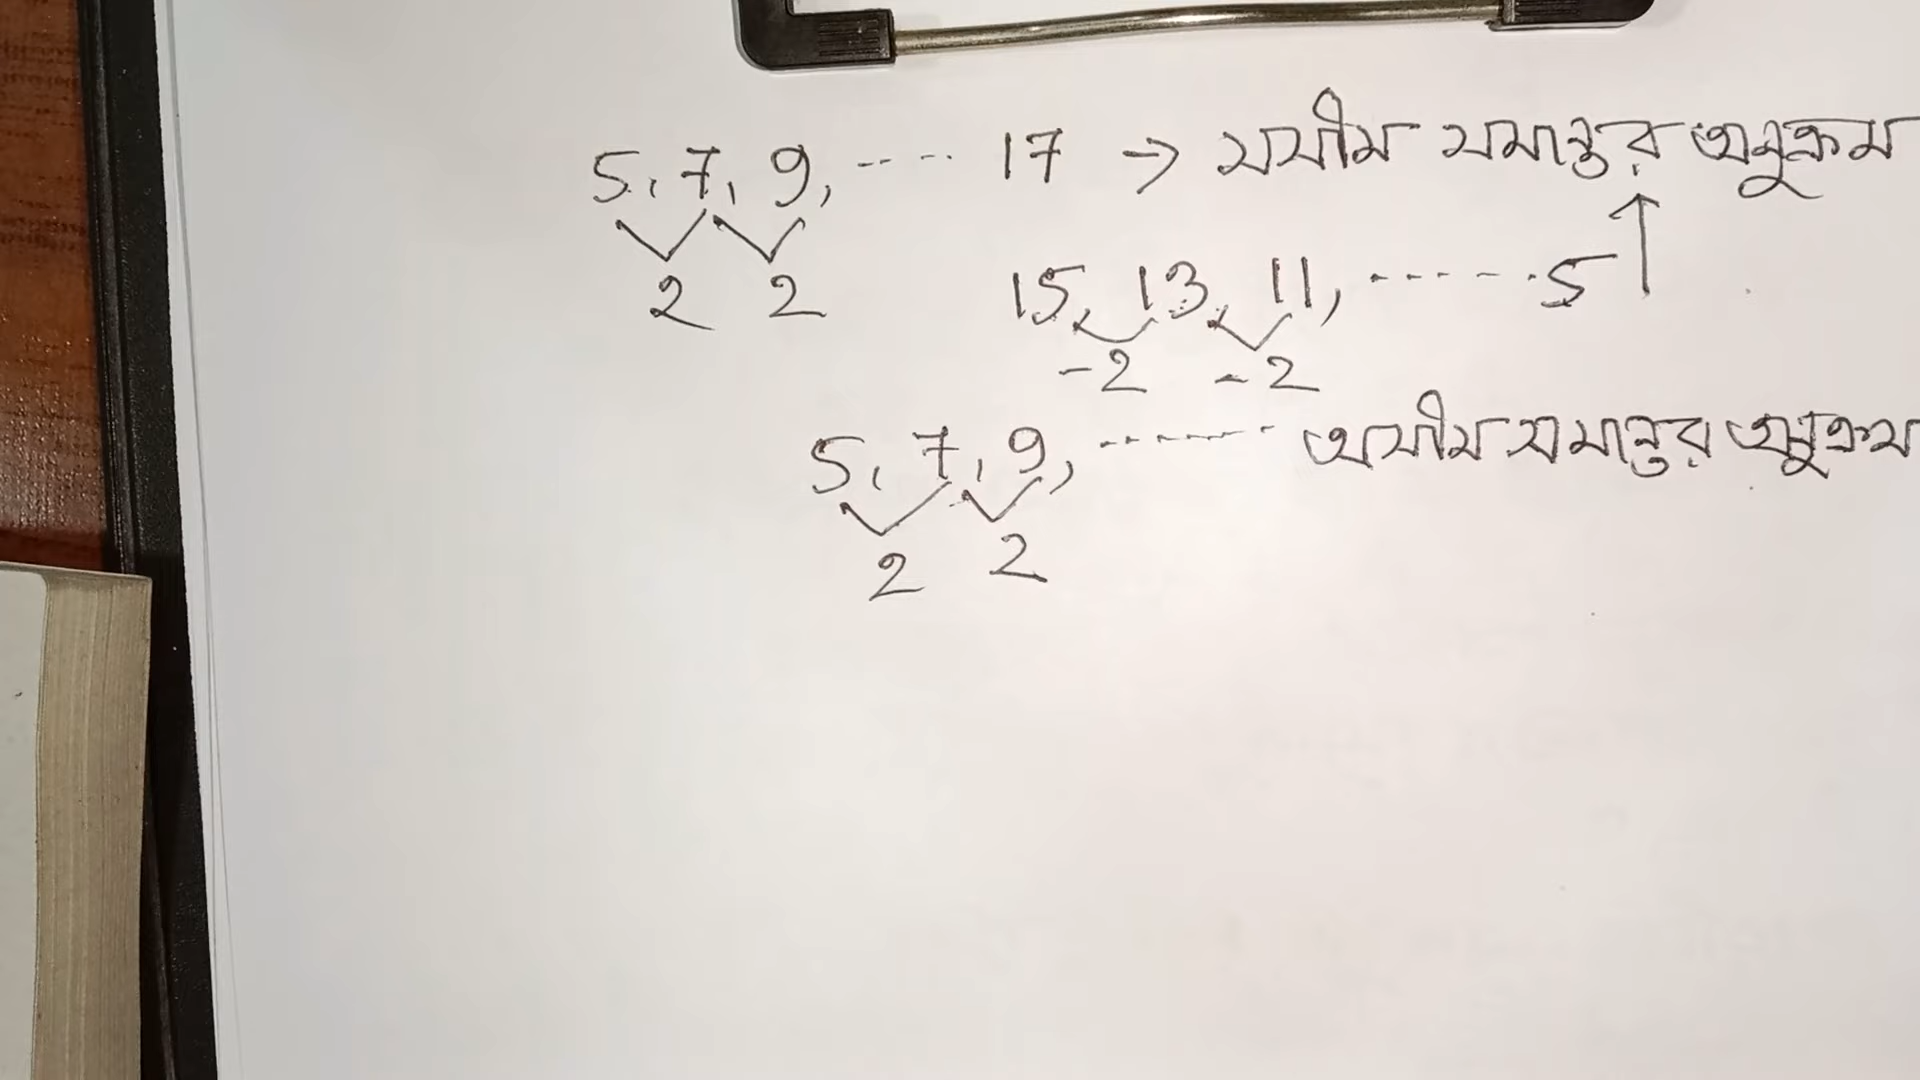 5, 7, 9, ---- 17 → সসীম সমান্তর অনুক্রম
2 2
15, 13, 11, ------ 5 ↑
-2 -2
5, 7, 9, ------- অসীম সমান্তর অনুক্রম
2 2